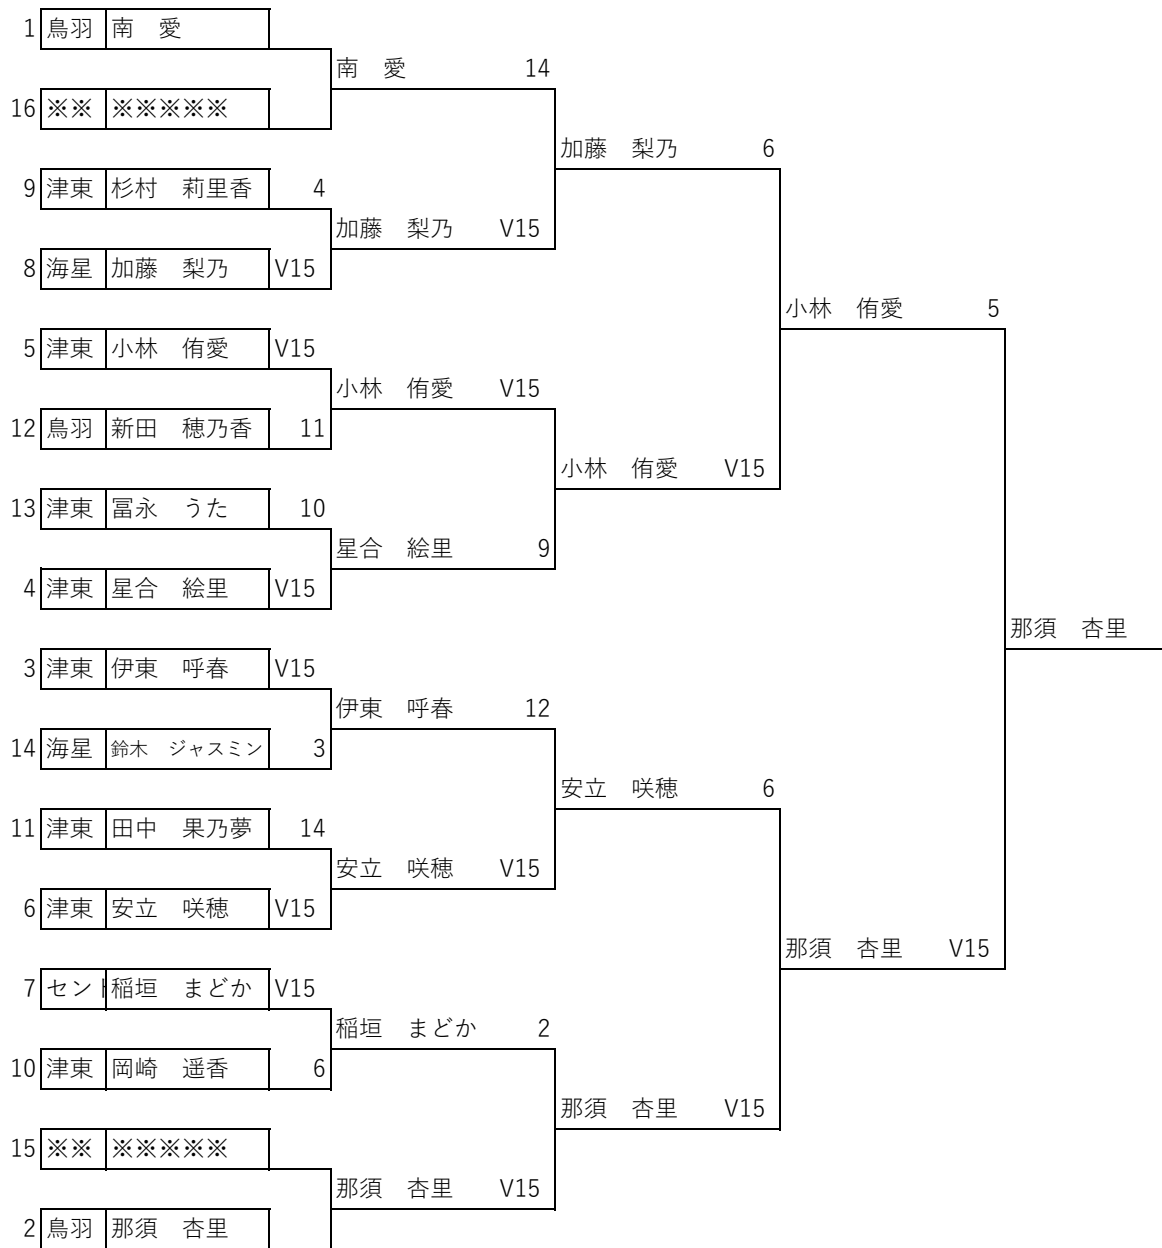 1 鳥羽 南　愛
南　愛 14
16 ※※ ※※※※※
加藤　梨乃 6
9 津東 杉村　莉里香 4
加藤　梨乃 V15
8 海星 加藤　梨乃 V15
小林　侑愛 5
5 津東 小林　侑愛 V15
小林　侑愛 V15
12 鳥羽 新田　穂乃香 11
小林　侑愛 V15
13 津東 冨永　うた 10
星合　絵里 9
4 津東 星合　絵里 V15
那須　杏里
3 津東 伊東　呼春 V15
伊東　呼春 12
14 海星 鈴木　ジャスミン 3
安立　咲穂 6
11 津東 田中　果乃夢 14
安立　咲穂 V15
6 津東 安立　咲穂 V15
那須　杏里 V15
7 セント 稲垣　まどか V15
稲垣　まどか 2
10 津東 岡崎　遥香 6
那須　杏里 V15
15 ※※ ※※※※※
那須　杏里 V15
2 鳥羽 那須　杏里